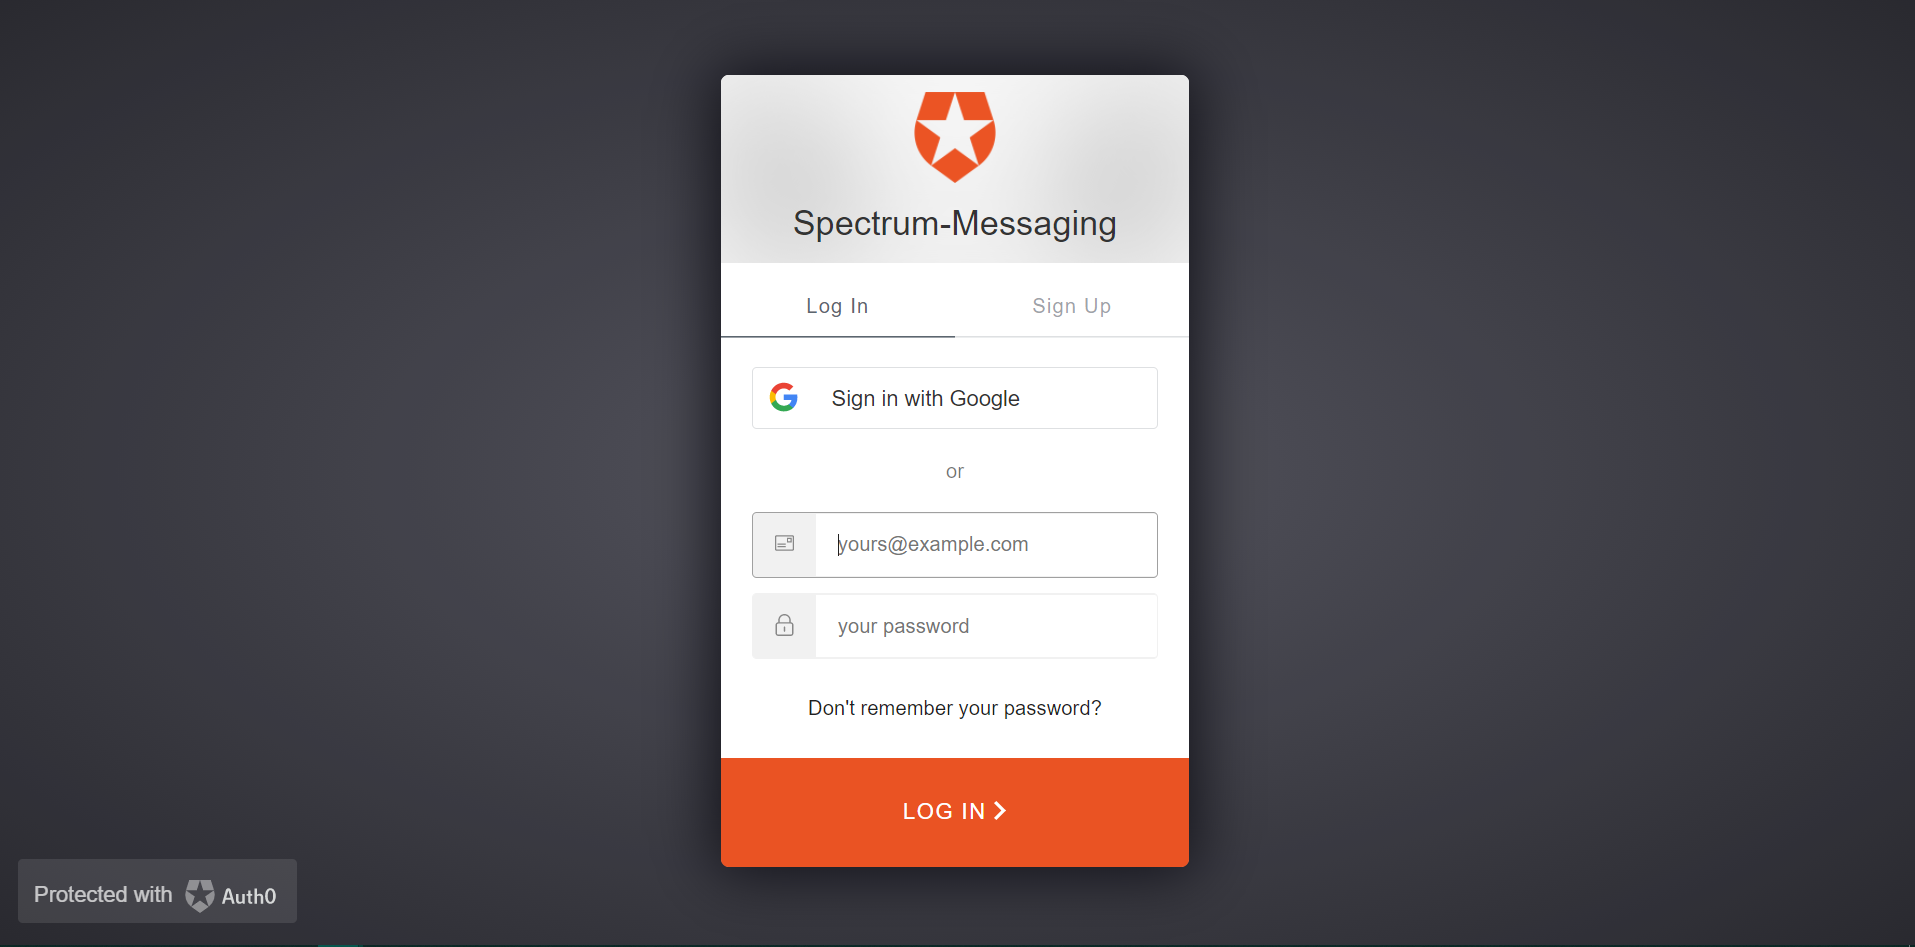 Spectrum-Messaging
Log In
Sign Up
Sign in with Google
or
yours@example.com
your password
Don't remember your password?
LOG IN
Protected with Auth0